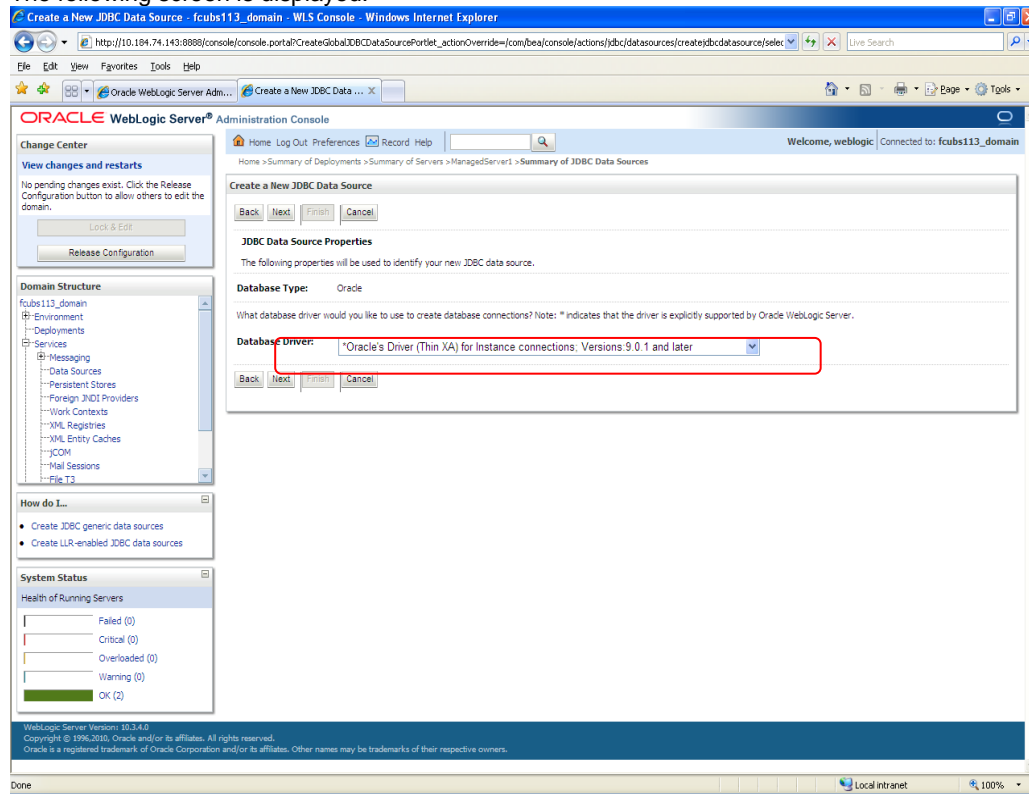 The following screen is displayed:
Create a New JDBC Data Source - fcubs113_domain - WLS Console - Windows Internet Explorer
http://10.184.74.143:8888/console/console.portal?CreateGlobalJDBCDataSourcePortlet_actionOverride=/com/bea/console/actions/jdbc/datasources/createjdbcdatasource/selec
Live Search
File Edit View Favorites Tools Help
Oracle WebLogic Server Adm...
Create a New JDBC Data ... X
Page Tools
ORACLE WebLogic Server® Administration Console
Change Center
View changes and restarts
No pending changes exist. Click the Release
Configuration button to allow others to edit the
domain.
Lock & Edit
Release Configuration
Home Log Out Preferences Record Help
Welcome, weblogic Connected to: fcubs113_domain
Home >Summary of Deployments >Summary of Servers >ManagedServer1 >Summary of JDBC Data Sources
Create a New JDBC Data Source
Back Next Finish Cancel
JDBC Data Source Properties
The following properties will be used to identify your new JDBC data source.
Database Type: Oracle
What database driver would you like to use to create database connections? Note: * indicates that the driver is explicitly supported by Oracle WebLogic Server.
Database Driver: *Oracle's Driver (Thin XA) for Instance connections; Versions:9.0.1 and later
Back Next Finish Cancel
Domain Structure
fcubs113_domain
Environment
Deployments
Services
Messaging
Data Sources
Persistent Stores
Foreign JNDI Providers
Work Contexts
XML Registries
XML Entity Caches
jCOM
Mail Sessions
File T3
How do I...
Create JDBC generic data sources
Create LLR-enabled JDBC data sources
System Status
Health of Running Servers
Failed (0)
Critical (0)
Overloaded (0)
Warning (0)
OK (2)
WebLogic Server Version: 10.3.4.0
Copyright © 1996,2010, Oracle and/or its affiliates. All rights reserved.
Oracle is a registered trademark of Oracle Corporation and/or its affiliates. Other names may be trademarks of their respective owners.
Done
Local intranet
100%